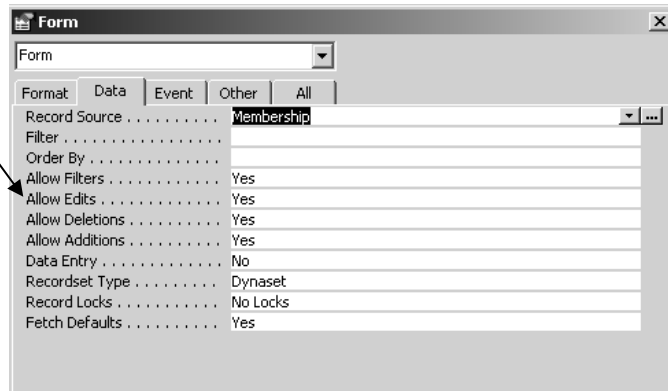 Form
Form
Format Data Event Other All
Record Source . . . . . . . . . . Membership
Filter . . . . . . . . . . . . . . . . .
Order By . . . . . . . . . . . . . .
Allow Filters . . . . . . . . . . . . Yes
Allow Edits . . . . . . . . . . . . . Yes
Allow Deletions . . . . . . . . . . Yes
Allow Additions . . . . . . . . . . Yes
Data Entry . . . . . . . . . . . . . No
Recordset Type . . . . . . . . . Dynaset
Record Locks . . . . . . . . . . . No Locks
Fetch Defaults . . . . . . . . . . Yes